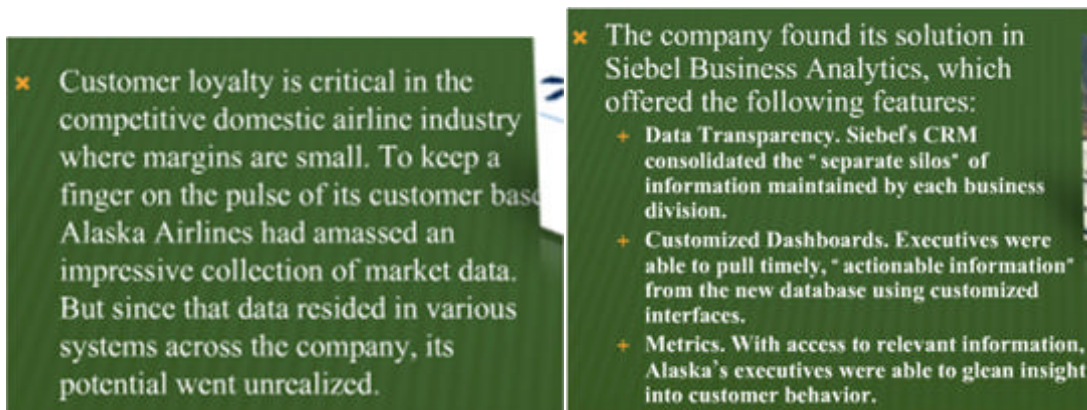 Customer loyalty is critical in the
competitive domestic airline industry
where margins are small. To keep a
finger on the pulse of its customer base
Alaska Airlines had amassed an
impressive collection of market data.
But since that data resided in various
systems across the company, its
potential went unrealized.
The company found its solution in
Siebel Business Analytics, which
offered the following features:
+ Data Transparency. Siebel's CRM
consolidated the "separate silos" of
information maintained by each business
division.
+ Customized Dashboards. Executives were
able to pull timely, "actionable information"
from the new database using customized
interfaces.
+ Metrics. With access to relevant information,
Alaska's executives were able to glean insight
into customer behavior.